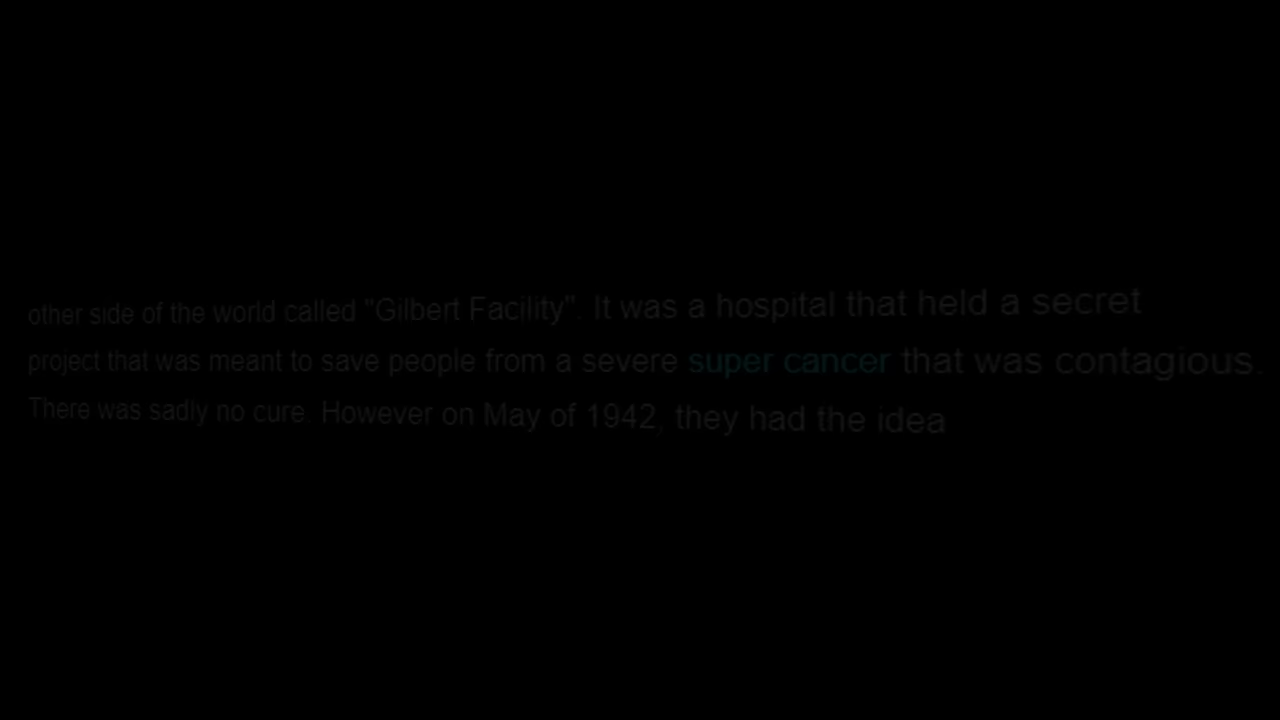 other side of the world called "Gilbert Facility". It was a hospital that held a secret
project that was meant to save people from a severe super cancer that was contagious.
There was sadly no cure. However on May of 1942, they had the idea